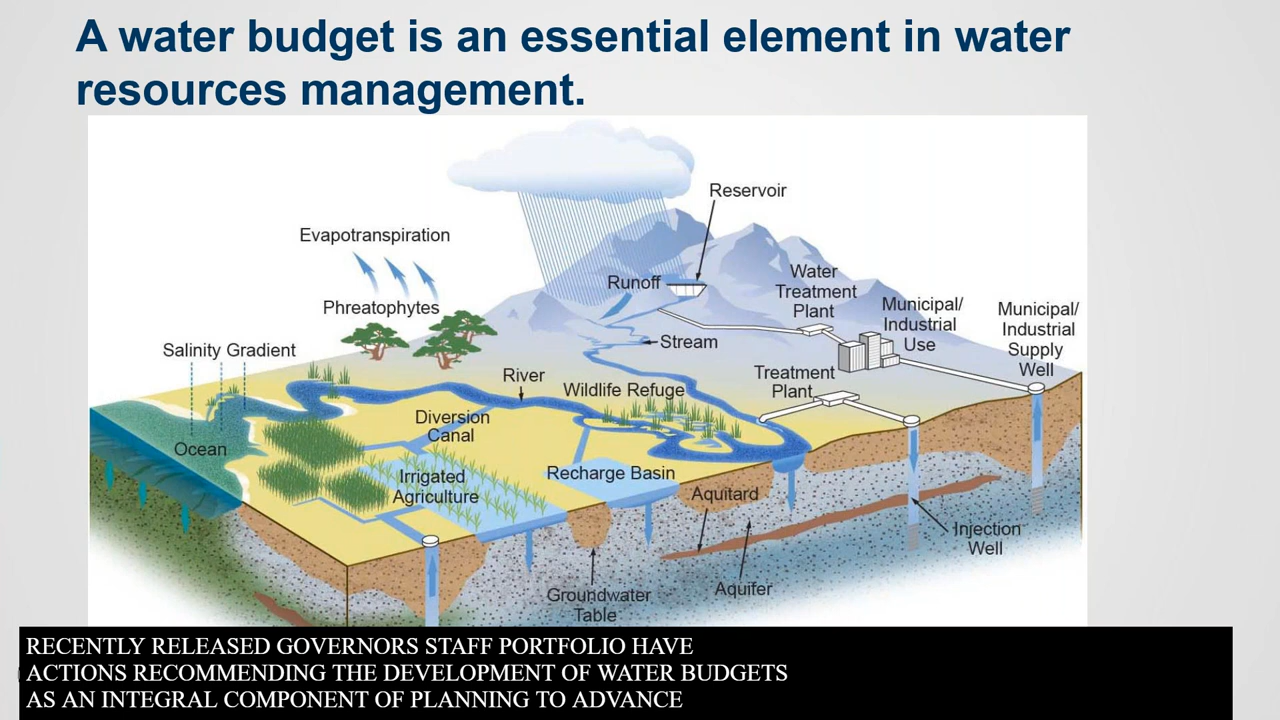 A water budget is an essential element in water
resources management.
Reservoir
Evapotranspiration
Runoff
Water
Treatment
Plant
Phreatophytes
Municipal/
Industrial
Use
Municipal/
Industrial
Supply
Well
Salinity Gradient
Stream
River
Wildlife Refuge
Treatment
Plant
Diversion
Canal
Ocean
Irrigated
Agriculture
Recharge Basin
Aquitard
Injection
Well
Groundwater
Table
Aquifer
RECENTLY RELEASED GOVERNORS STAFF PORTFOLIO HAVE
ACTIONS RECOMMENDING THE DEVELOPMENT OF WATER BUDGETS
AS AN INTEGRAL COMPONENT OF PLANNING TO ADVANCE